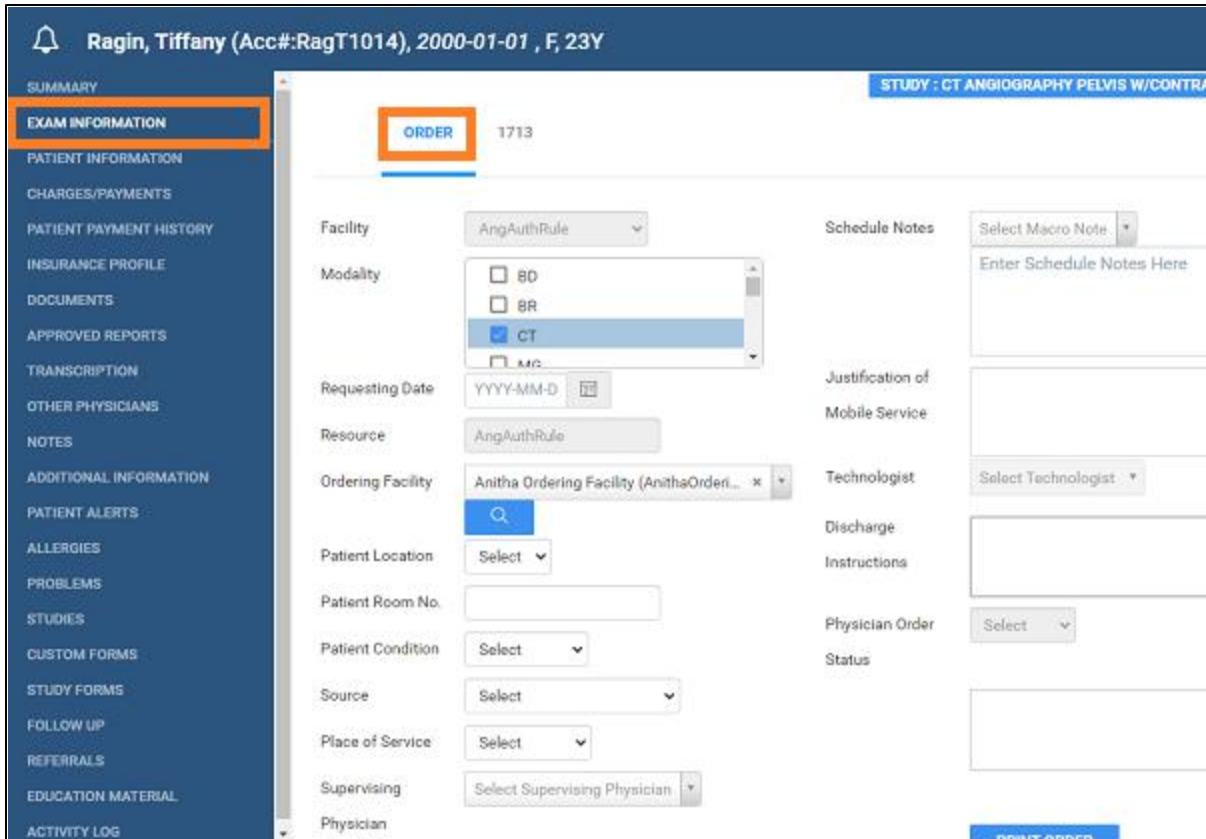 Ragin, Tiffany (Acc#:RagT1014), 2000-01-01 , F, 23Y
SUMMARY
EXAM INFORMATION
PATIENT INFORMATION
CHARGES/PAYMENTS
PATIENT PAYMENT HISTORY
INSURANCE PROFILE
DOCUMENTS
APPROVED REPORTS
TRANSCRIPTION
OTHER PHYSICIANS
NOTES
ADDITIONAL INFORMATION
PATIENT ALERTS
ALLERGIES
PROBLEMS
STUDIES
CUSTOM FORMS
STUDY FORMS
FOLLOW UP
REFERRALS
EDUCATION MATERIAL
ACTIVITY LOG
STUDY : CT ANGIOGRAPHY PELVIS W/CONTRA
ORDER 1713
Facility AngAuthRule
Modality BD
BR
CT
MG
Requesting Date YYYY-MM-D
Resource AngAuthRule
Ordering Facility Anitha Ordering Facility (AnithaOrderi...
Patient Location Select
Patient Room No.
Patient Condition Select
Source Select
Place of Service Select
Supervising Select Supervising Physician
Physician
Schedule Notes Select Macro Note
Enter Schedule Notes Here
Justification of
Mobile Service
Technologist Select Technologist
Discharge
Instructions
Physician Order Select
Status
PRINT ORDER